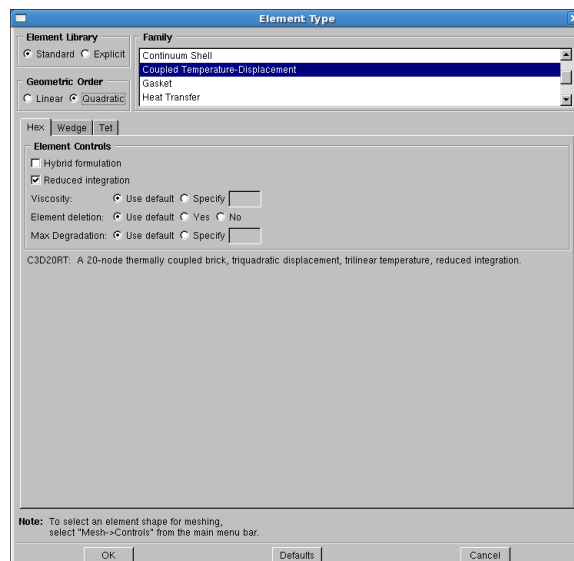 Element Type
Element Library
Standard Explicit
Family
Continuum Shell
Coupled Temperature-Displacement
Gasket
Heat Transfer
Geometric Order
Linear Quadratic
Hex Wedge Tet
Element Controls
Hybrid formulation
Reduced integration
Viscosity: Use default Specify
Element deletion: Use default Yes No
Max Degradation: Use default Specify
C3D20RT: A 20-node thermally coupled brick, triquadratic displacement, trilinear temperature, reduced integration.
Note: To select an element shape for meshing,
select "Mesh->Controls" from the main menu bar.
OK Defaults Cancel